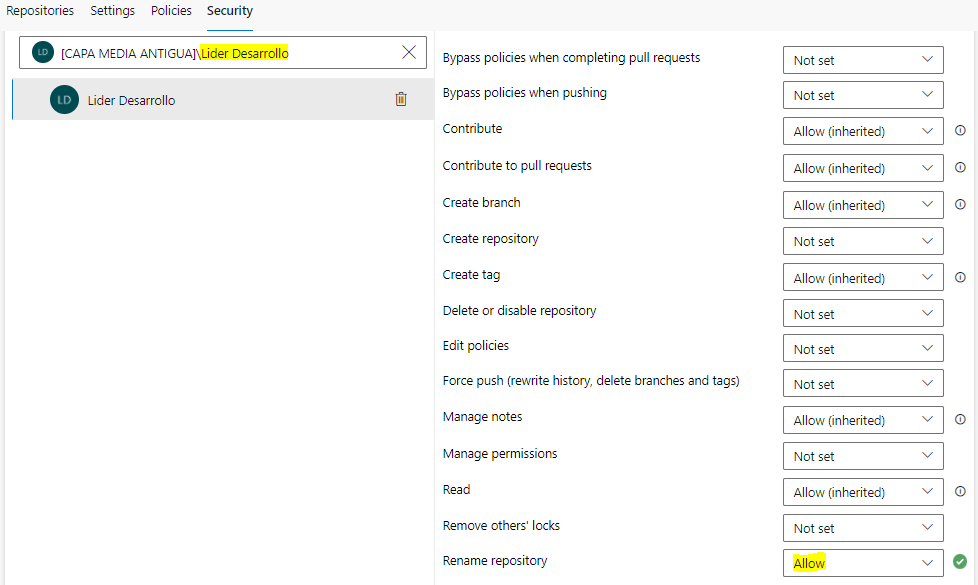 Repositories Settings Policies Security
LD [CAPA MEDIA ANTIGUA]\Lider Desarrollo
LD Lider Desarrollo
Bypass policies when completing pull requests Not set
Bypass policies when pushing Not set
Contribute Allow (inherited)
Contribute to pull requests Allow (inherited)
Create branch Allow (inherited)
Create repository Not set
Create tag Allow (inherited)
Delete or disable repository Not set
Edit policies Not set
Force push (rewrite history, delete branches and tags) Not set
Manage notes Allow (inherited)
Manage permissions Not set
Read Allow (inherited)
Remove others' locks Not set
Rename repository Allow